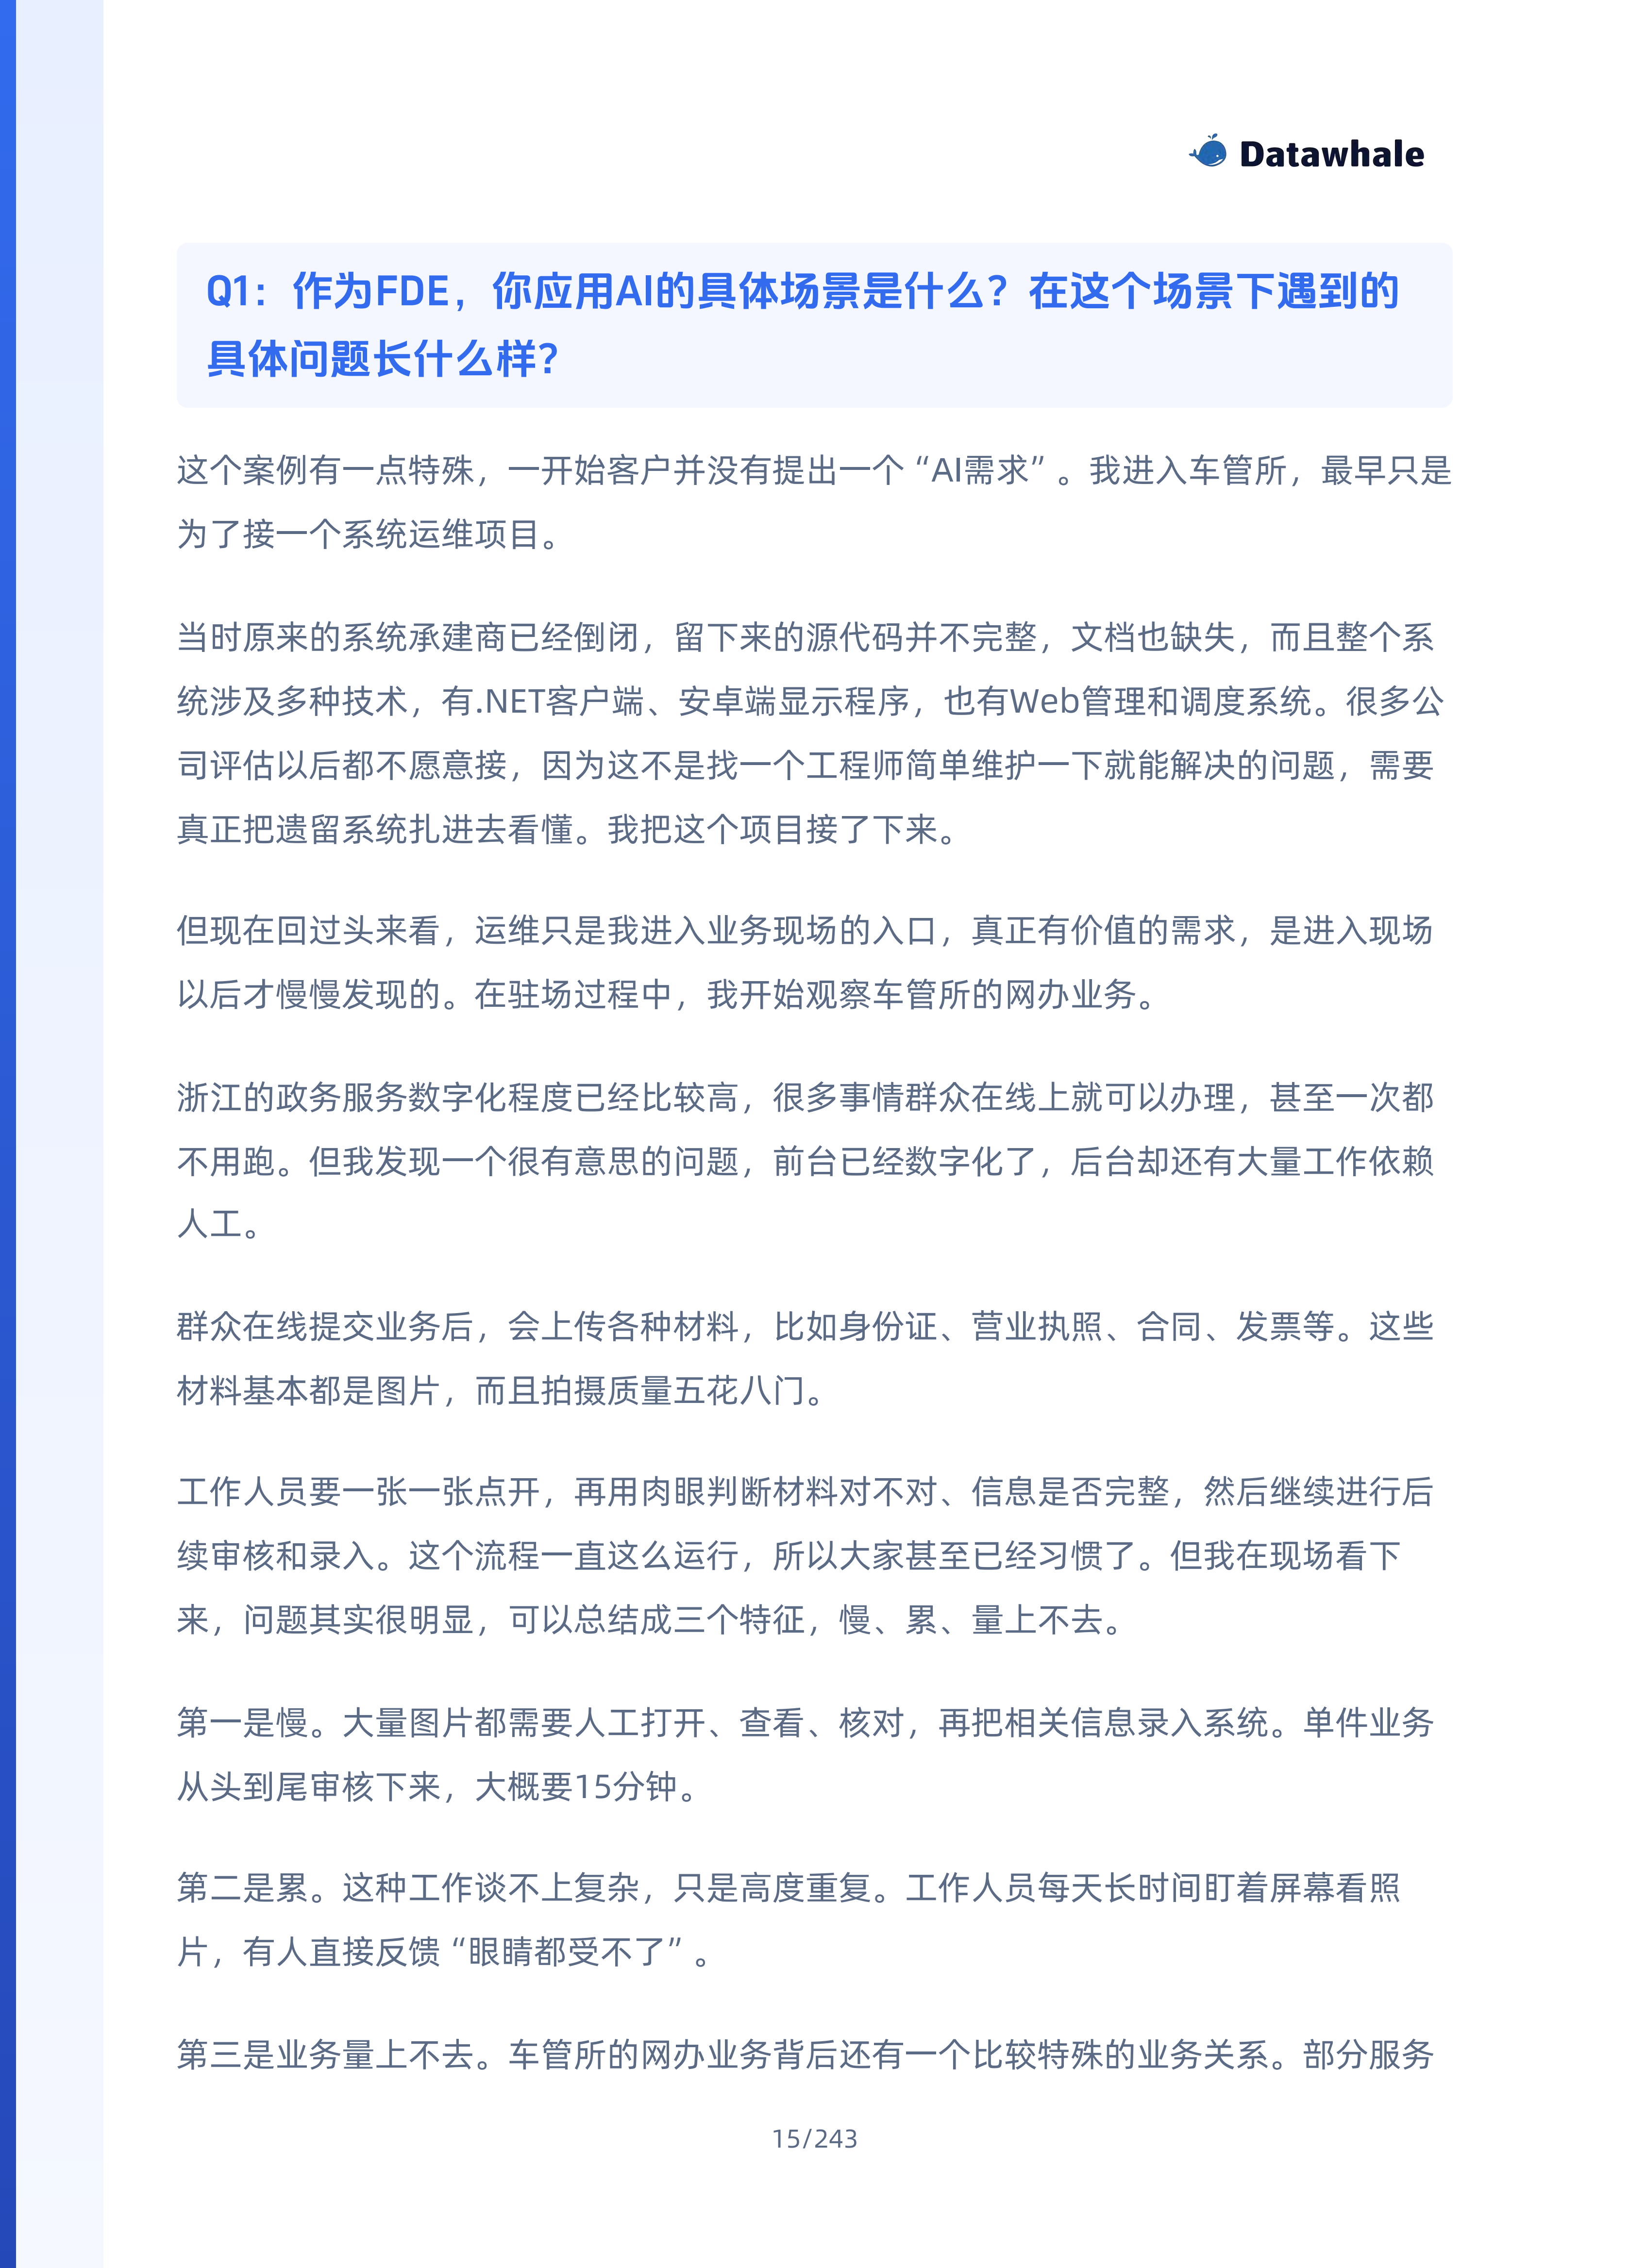 Datawhale
Q1：作为FDE，你应用AI的具体场景是什么？在这个场景下遇到的
具体问题长什么样？
这个案例有一点特殊，一开始客户并没有提出一个“AI需求”。我进入车管所，最早只是
为了接一个系统运维项目。
当时原来的系统承建商已经倒闭，留下来的源代码并不完整，文档也缺失，而且整个系
统涉及多种技术，有.NET客户端、安卓端显示程序，也有Web管理和调度系统。很多公
司评估以后都不愿意接，因为这不是找一个工程师简单维护一下就能解决的问题，需要
真正把遗留系统扎进去看懂。我把这个项目接了下来。
但现在回过头来看，运维只是我进入业务现场的入口，真正有价值的需求，是进入现场
以后才慢慢发现的。在驻场过程中，我开始观察车管所的网办业务。
浙江的政务服务数字化程度已经比较高，很多事情群众在线上就可以办理，甚至一次都
不用跑。但我发现一个很有意思的问题，前台已经数字化了，后台却还有大量工作依赖
人工。
群众在线提交业务后，会上传各种材料，比如身份证、营业执照、合同、发票等。这些
材料基本都是图片，而且拍摄质量五花八门。
工作人员要一张一张点开，再用肉眼判断材料对不对、信息是否完整，然后继续进行后
续审核和录入。这个流程一直这么运行，所以大家甚至已经习惯了。但我在现场看下
来，问题其实很明显，可以总结成三个特征，慢、累、量上不去。
第一是慢。大量图片都需要人工打开、查看、核对，再把相关信息录入系统。单件业务
从头到尾审核下来，大概要15分钟。
第二是累。这种工作谈不上复杂，只是高度重复。工作人员每天长时间盯着屏幕看照
片，有人直接反馈“眼睛都受不了”。
第三是业务量上不去。车管所的网办业务背后还有一个比较特殊的业务关系。部分服务
15/243